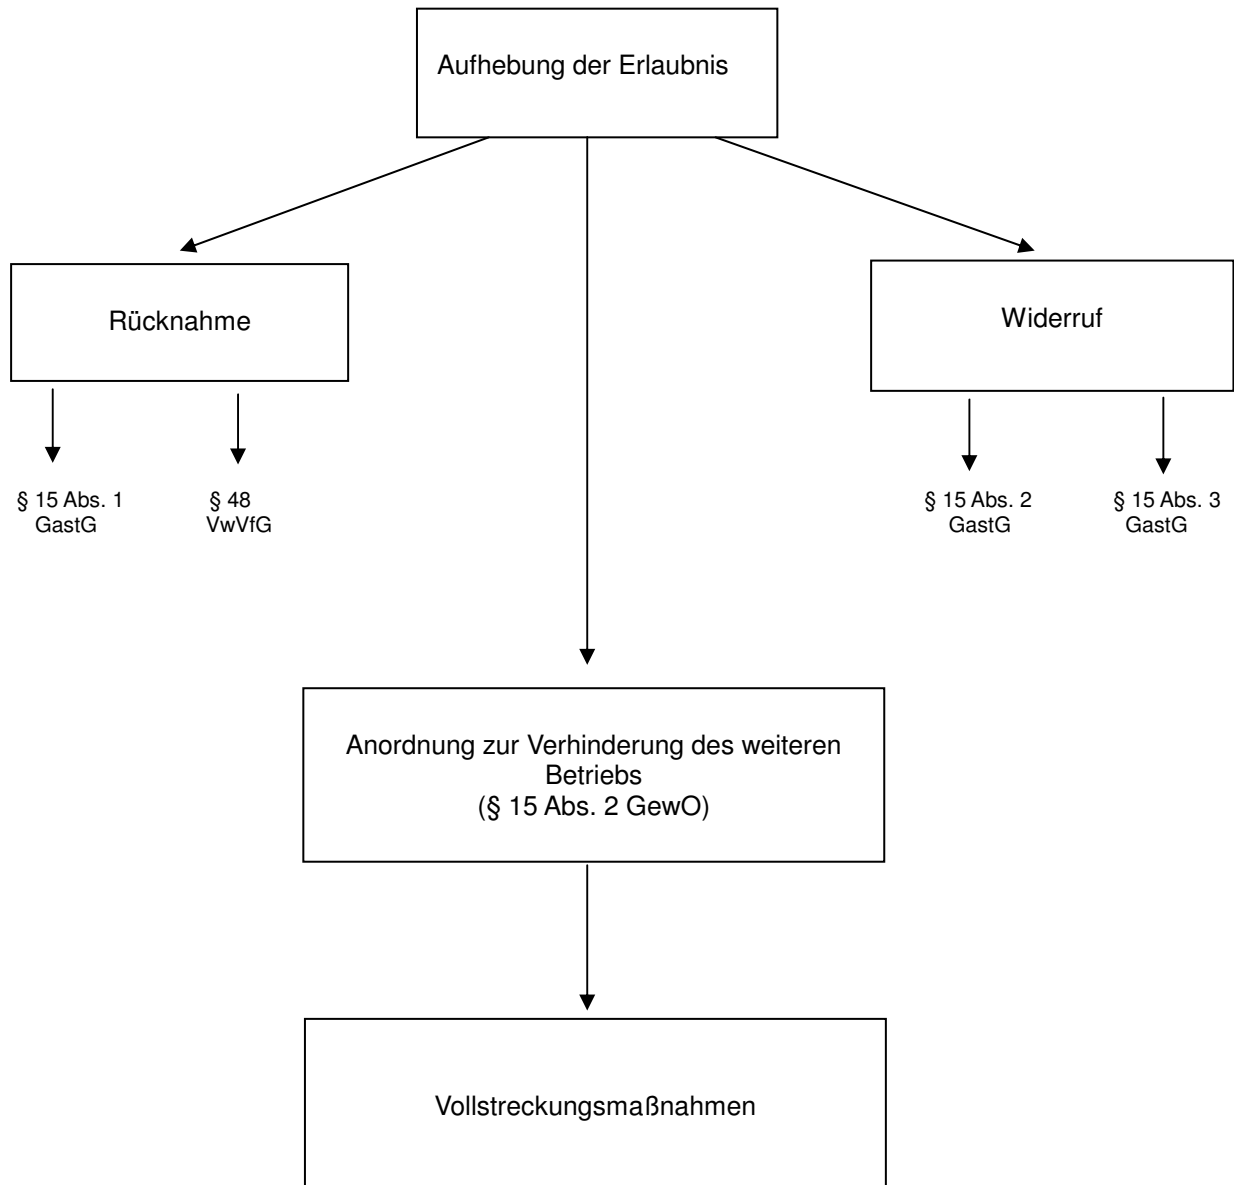 Aufhebung der Erlaubnis
Rücknahme
Widerruf
§ 15 Abs. 1
GastG
§ 48
VwVfG
§ 15 Abs. 2
GastG
§ 15 Abs. 3
GastG
Anordnung zur Verhinderung des weiteren
Betriebs
(§ 15 Abs. 2 GewO)
Vollstreckungsmaßnahmen